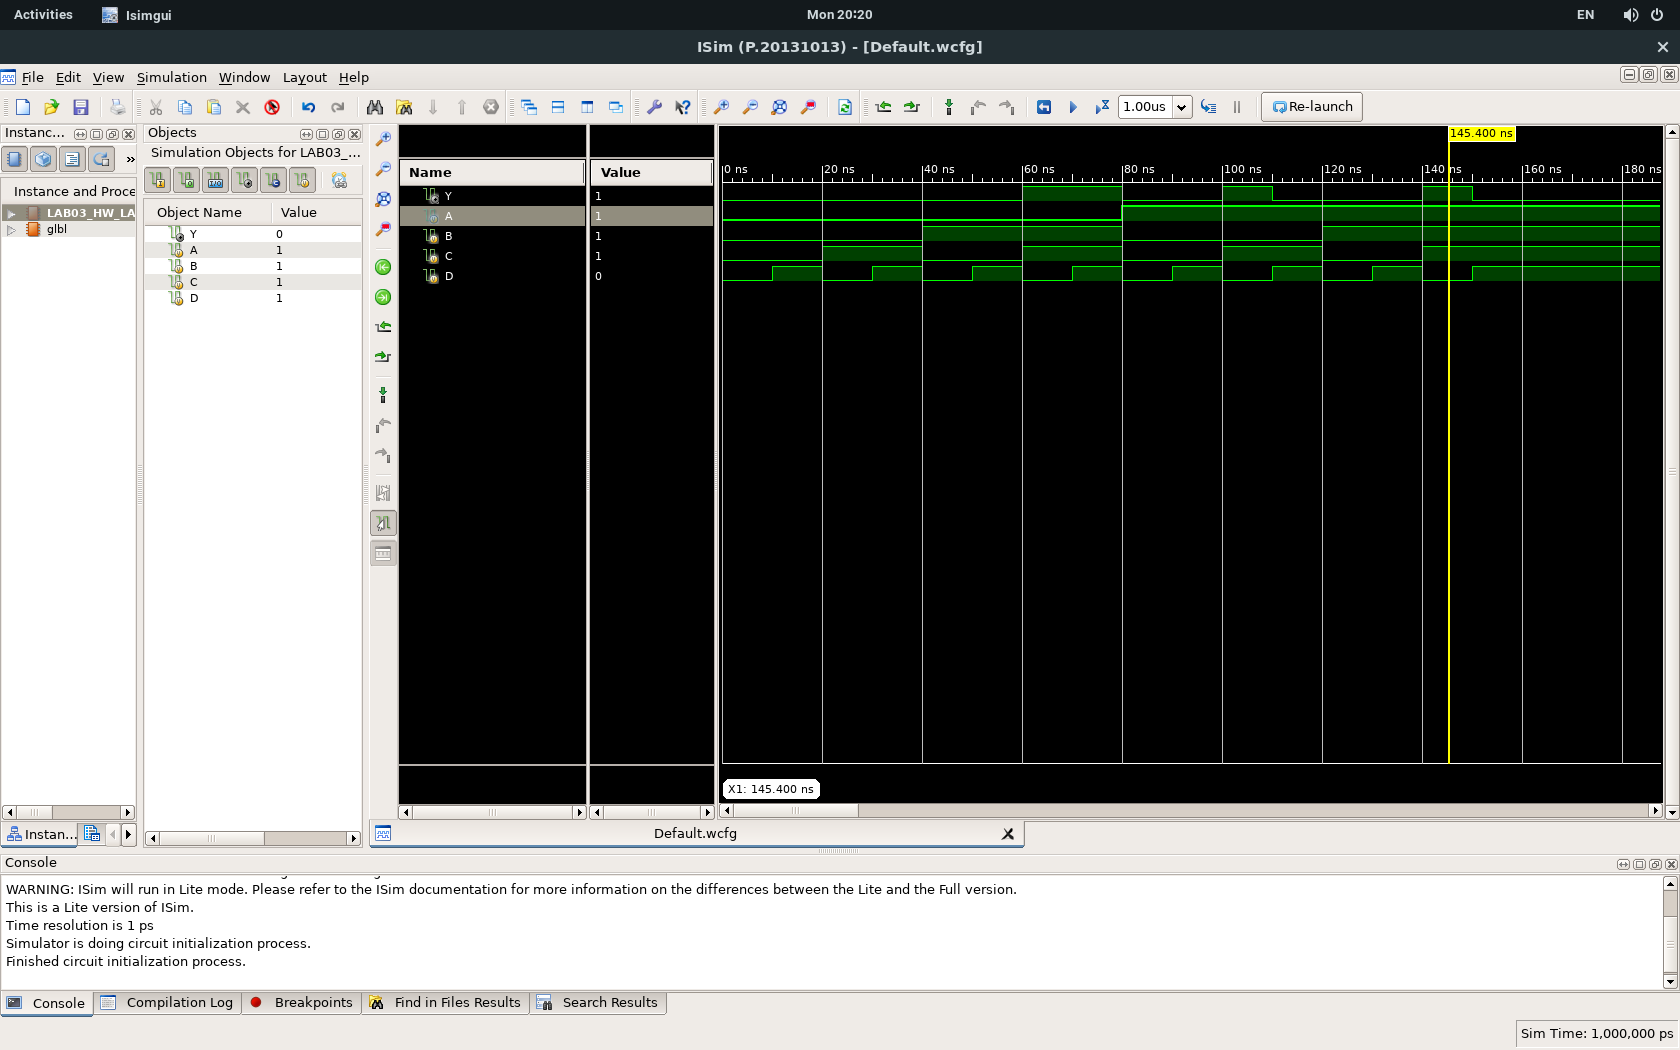 Activities Isimgui Mon 20:20 EN
ISim (P.20131013) - [Default.wcfg]
File Edit View Simulation Window Layout Help
1.00us Re-launch
Instanc...
Instance and Proce
LAB03_HW_LA
glbl
Instan...
Objects
Simulation Objects for LAB03_...
Object Name Value
Y 0
A 1
B 1
C 1
D 1
Name Value
Y 1
A 1
B 1
C 1
D 0
145.400 ns
0 ns 20 ns 40 ns 60 ns 80 ns 100 ns 120 ns 140 ns 160 ns 180 ns
X1: 145.400 ns
Default.wcfg
Console
WARNING: ISim will run in Lite mode. Please refer to the ISim documentation for more information on the differences between the Lite and the Full version.
This is a Lite version of ISim.
Time resolution is 1 ps
Simulator is doing circuit initialization process.
Finished circuit initialization process.
Console Compilation Log Breakpoints Find in Files Results Search Results
Sim Time: 1,000,000 ps